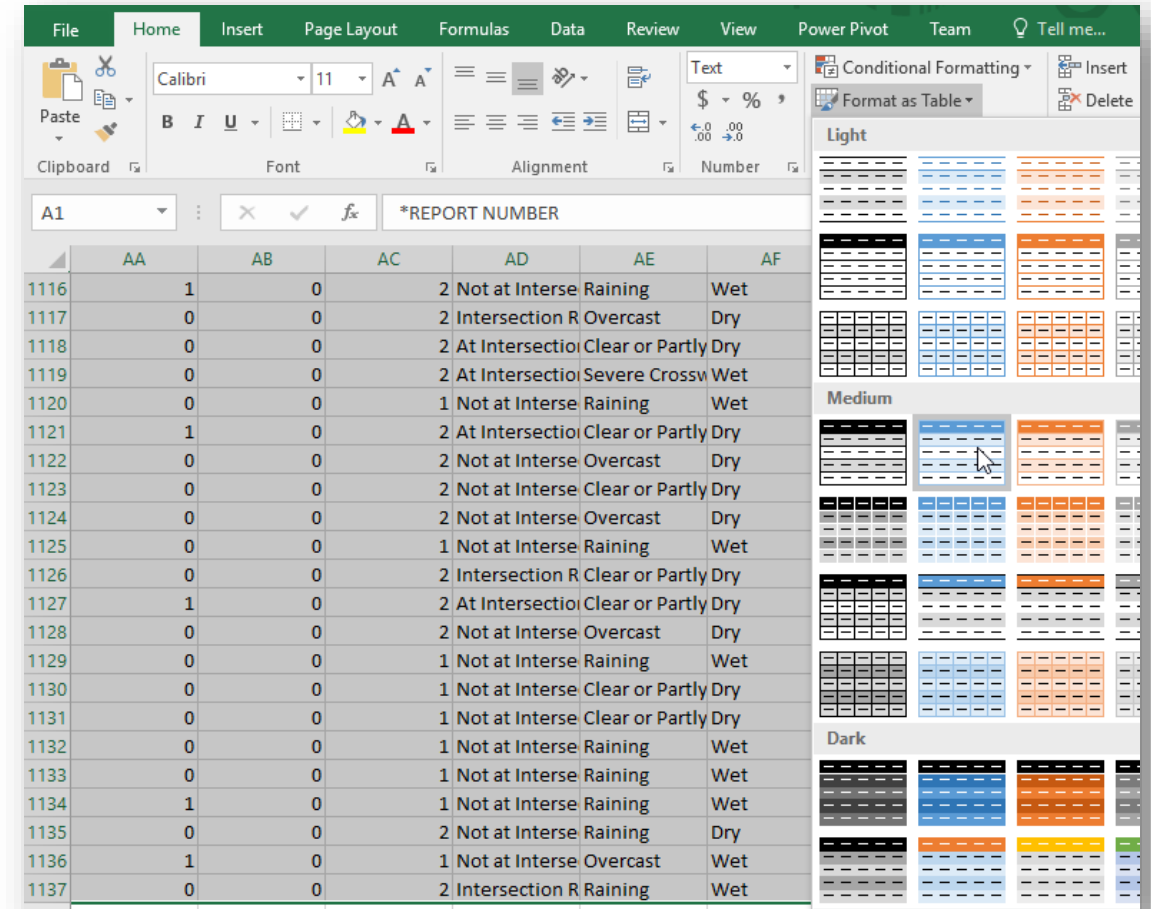 File Home Insert Page Layout Formulas Data Review View Power Pivot Team Tell me...
Calibri 11 A A Text Conditional Formatting Insert
Paste B I U A $ % , .0 .00 .00 .0 Format as Table Delete
Clipboard Font Alignment Number Light
A1 fx *REPORT NUMBER
AA AB AC AD AE AF
1116 1 0 2 Not at Interse Raining Wet
1117 0 0 2 Intersection R Overcast Dry
1118 0 0 2 At Intersection Clear or Partly Dry
1119 0 0 2 At Intersection Severe Crossw Wet
Medium
1120 0 0 1 Not at Interse Raining Wet
1121 1 0 2 At Intersection Clear or Partly Dry
1122 0 0 2 Not at Interse Overcast Dry
1123 0 0 2 Not at Interse Clear or Partly Dry
1124 0 0 2 Not at Interse Overcast Dry
1125 0 0 1 Not at Interse Raining Wet
1126 0 0 2 Intersection R Clear or Partly Dry
1127 1 0 2 At Intersection Clear or Partly Dry
1128 0 0 2 Not at Interse Overcast Dry
1129 0 0 1 Not at Interse Raining Wet
1130 0 0 1 Not at Interse Clear or Partly Dry
1131 0 0 1 Not at Interse Clear or Partly Dry
Dark
1132 0 0 1 Not at Interse Raining Wet
1133 0 0 1 Not at Interse Raining Wet
1134 1 0 1 Not at Interse Raining Wet
1135 0 0 2 Not at Interse Raining Dry
1136 1 0 1 Not at Interse Overcast Wet
1137 0 0 2 Intersection R Raining Wet